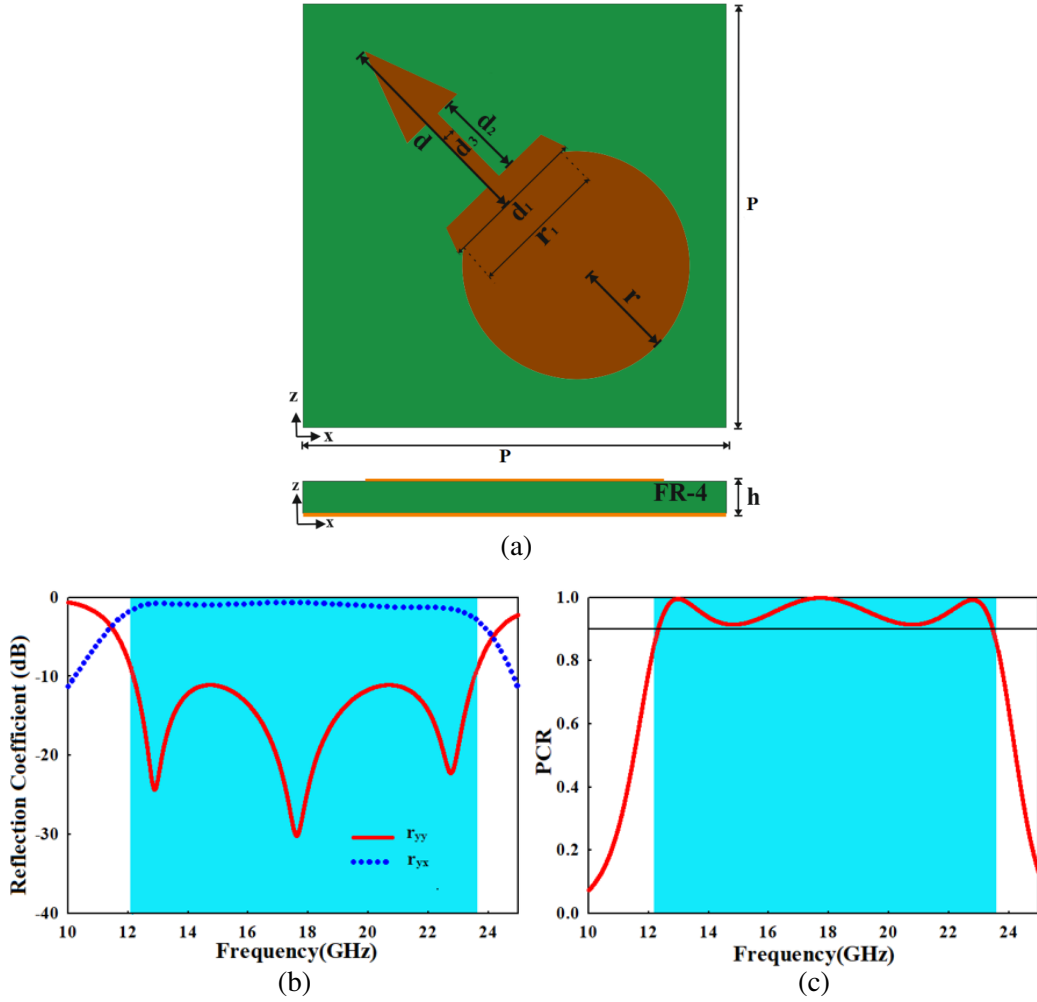 d
d₂
d₃
d₁
r₁
r
P
z
x
P
z
x
FR-4
h
(a)
Reflection Coefficient (dB)
0
-10
-20
-30
-40
r_yy
r_yx
10 12 14 16 18 20 22 24
Frequency(GHz)
(b)
PCR
1.0
0.8
0.6
0.4
0.2
0.0
10 12 14 16 18 20 22 24
Frequency(GHz)
(c)